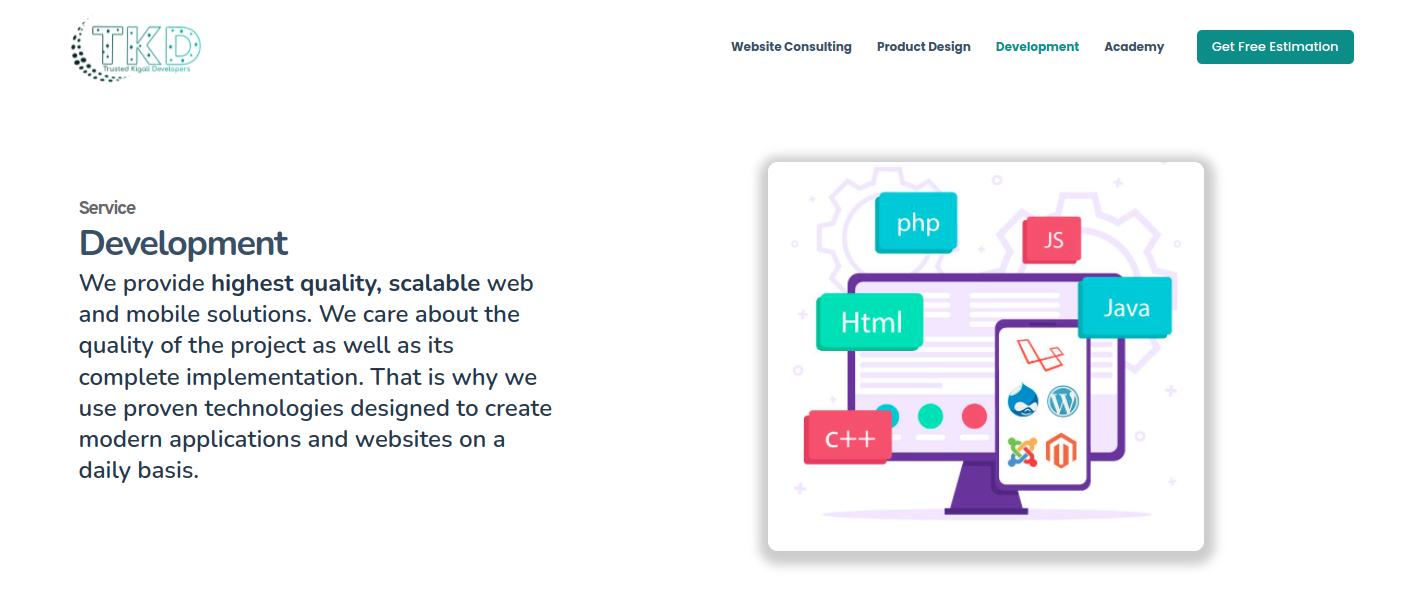 TKD
Trusted Kigali Developers
Website Consulting
Product Design
Development
Academy
Get Free Estimation
Service
Development
We provide highest quality, scalable web
and mobile solutions. We care about the
quality of the project as well as its
complete implementation. That is why we
use proven technologies designed to create
modern applications and websites on a
daily basis.
php
JS
Java
Html
C++